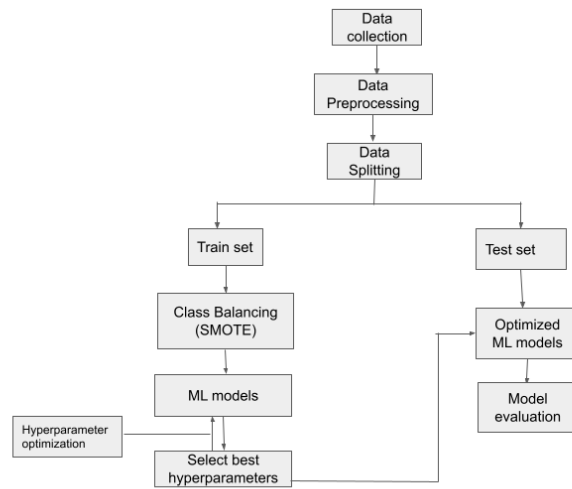 Data
collection
Data
Preprocessing
Data
Splitting
Train set
Test set
Class Balancing
(SMOTE)
Optimized
ML models
ML models
Model
evaluation
Hyperparameter
optimization
Select best
hyperparameters